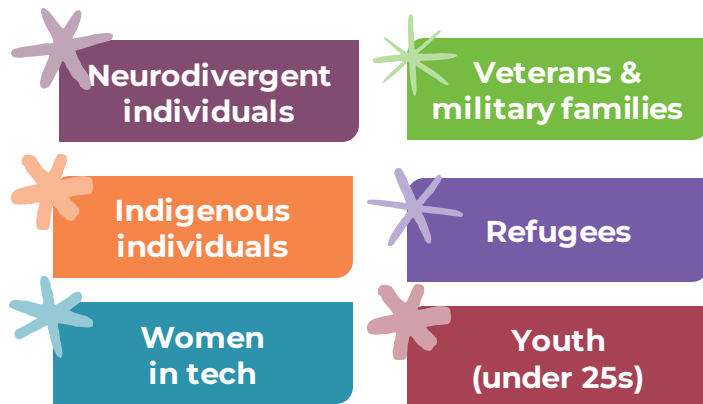 Neurodivergent
individuals
Veterans &
military families
Indigenous
individuals
Refugees
Women
in tech
Youth
(under 25s)